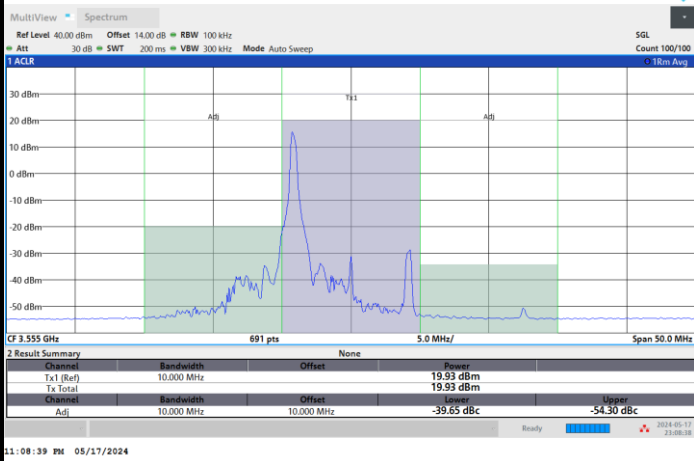 MultiView Spectrum
Ref Level 40.00 dBm Offset 14.00 dB RBW 100 kHz SGL
Att 30 dB SWT 200 ms VBW 300 kHz Mode Auto Sweep Count 100/100
1 ACLR 1Rm Avg
30 dBm
Tx1
20 dBm Adj Adj
10 dBm
0 dBm
-10 dBm
-20 dBm
-30 dBm
-40 dBm
-50 dBm
CF 3.555 GHz 691 pts 5.0 MHz/ Span 50.0 MHz
2 Result Summary None
Channel Bandwidth Offset Power
Tx1 (Ref) 10.000 MHz 19.93 dBm
Tx Total 19.93 dBm
Channel Bandwidth Offset Lower Upper
Adj 10.000 MHz 10.000 MHz -39.65 dBc -54.30 dBc
Ready 2024-05-17
23:08:38
11:08:39 PM 05/17/2024